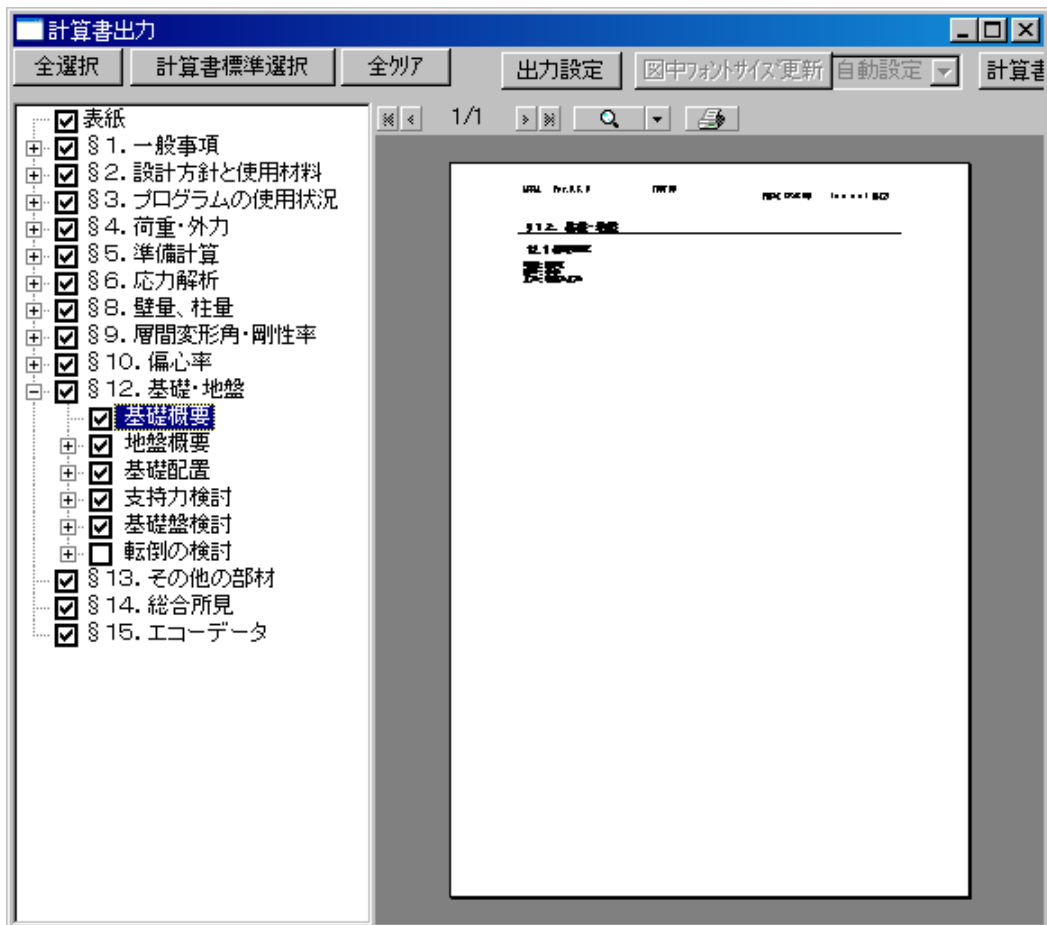 計算書出力
全選択 計算書標準選択 全ｸﾘｱ 出力設定 図中ﾌｫﾝﾄｻｲｽﾞ更新 自動設定 計算書
1/1
表紙
§1. 一般事項
§2. 設計方針と使用材料
§3. プログラムの使用状況
§4. 荷重・外力
§5. 準備計算
§6. 応力解析
§8. 壁量、柱量
§9. 層間変形角・剛性率
§10. 偏心率
§12. 基礎・地盤
基礎概要
地盤概要
基礎配置
支持力検討
基礎盤検討
転倒の検討
§13. その他の部材
§14. 総合所見
§15. エコーデータ
§12. 基礎・地盤